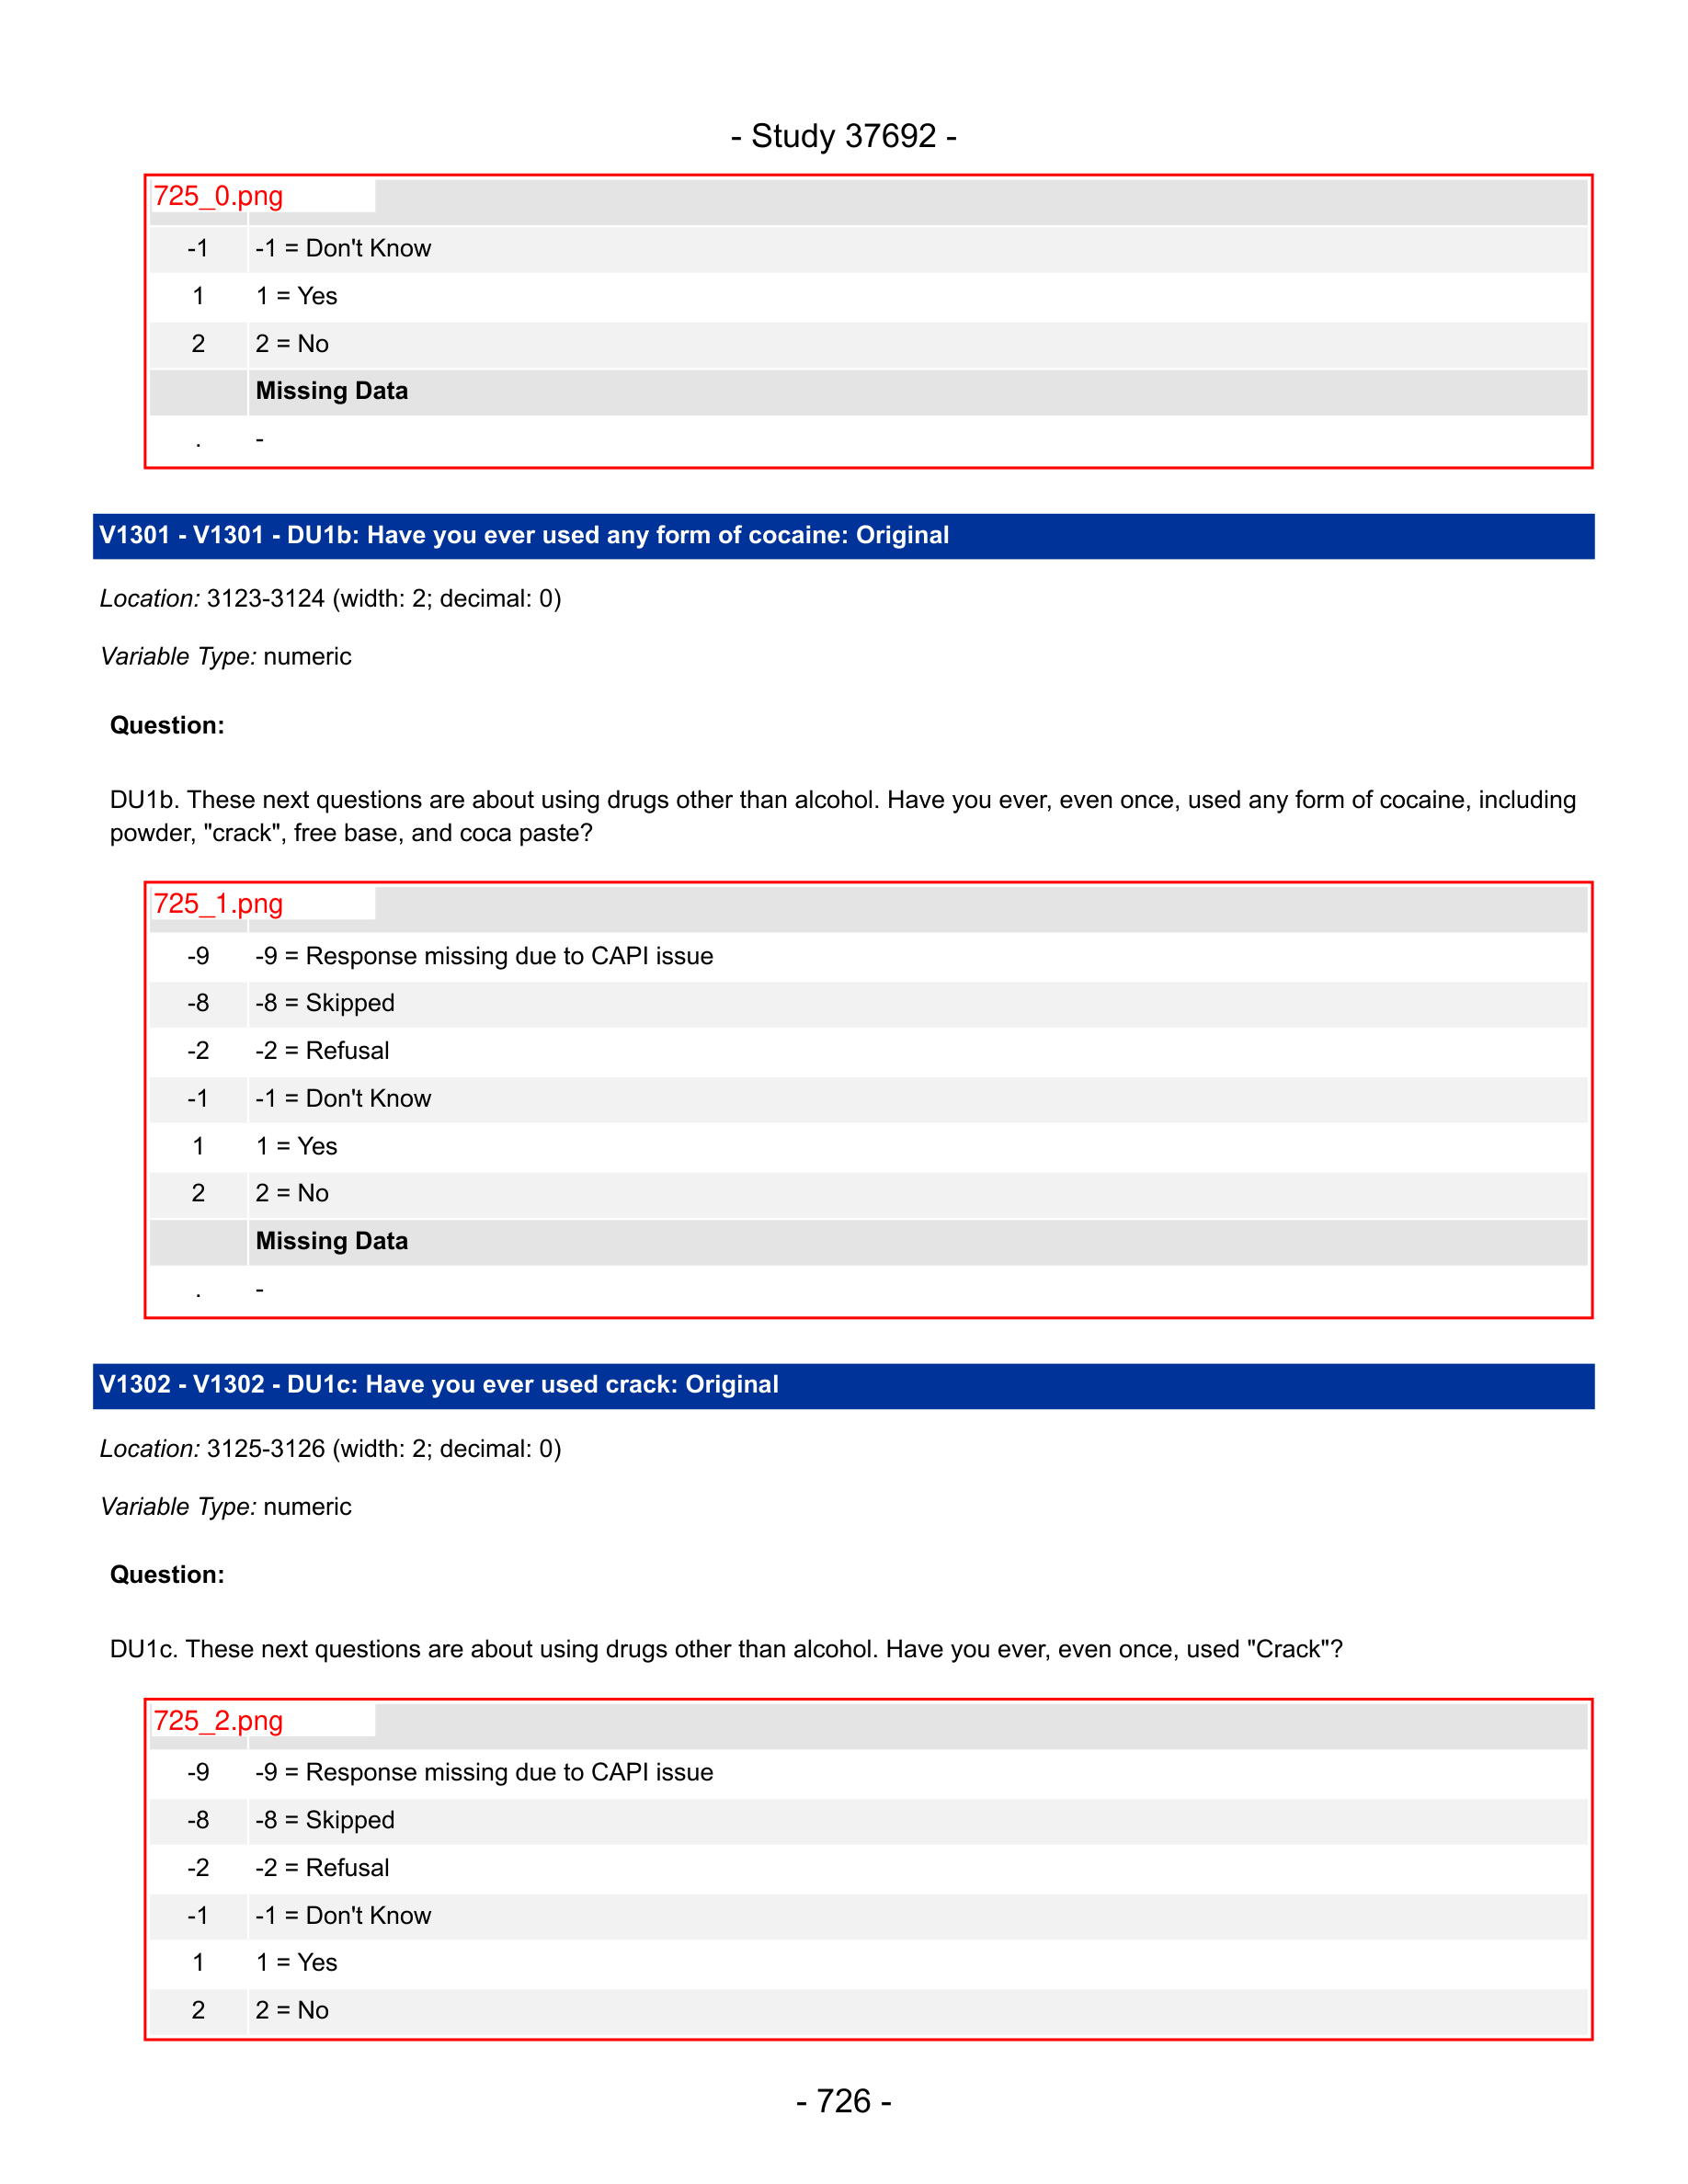 - Study 37692 -
725_0.png
-1 -1 = Don't Know
1 1 = Yes
2 2 = No
Missing Data
. -
V1301 - V1301 - DU1b: Have you ever used any form of cocaine: Original
Location: 3123-3124 (width: 2; decimal: 0)
Variable Type: numeric
Question:
DU1b. These next questions are about using drugs other than alcohol. Have you ever, even once, used any form of cocaine, including
powder, "crack", free base, and coca paste?
725_1.png
-9 -9 = Response missing due to CAPI issue
-8 -8 = Skipped
-2 -2 = Refusal
-1 -1 = Don't Know
1 1 = Yes
2 2 = No
Missing Data
. -
V1302 - V1302 - DU1c: Have you ever used crack: Original
Location: 3125-3126 (width: 2; decimal: 0)
Variable Type: numeric
Question:
DU1c. These next questions are about using drugs other than alcohol. Have you ever, even once, used "Crack"?
725_2.png
-9 -9 = Response missing due to CAPI issue
-8 -8 = Skipped
-2 -2 = Refusal
-1 -1 = Don't Know
1 1 = Yes
2 2 = No
- 726 -